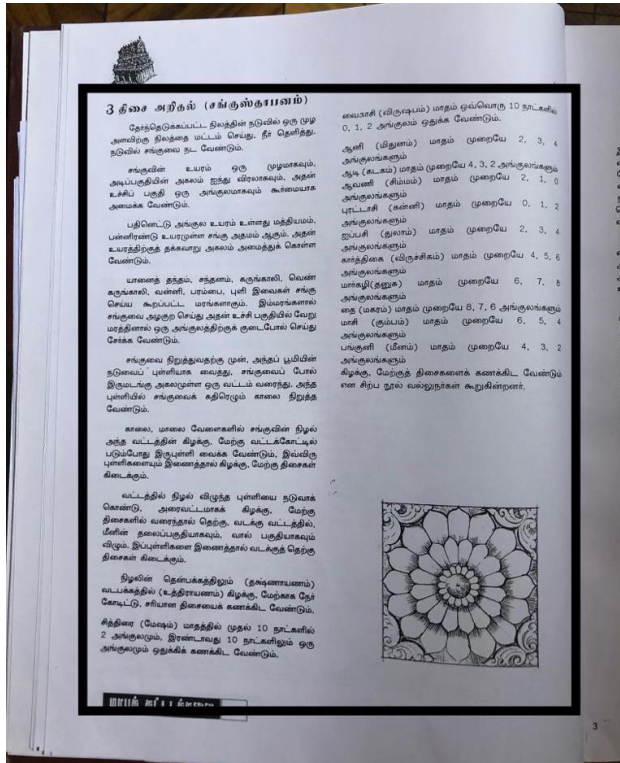 3 திசை அறிதல் (சங்குஸ்தாபனம்)
தேர்ந்தெடுக்கப்பட்ட நிலத்தின் நடுவில் ஒரு முழ
அளவிற்கு நிலத்தை மட்டம் செய்து, நீர் தெளித்து,
நடுவில் சங்குவை நட வேண்டும்.
சங்குவின் உயரம் ஒரு முழமாகவும்,
அடிப்பகுதியின் அகலம் ஐந்து விரலாகவும், அதன்
உச்சிப் பகுதி ஒரு அங்குலமாகவும் கூர்மையாக
அமைக்க வேண்டும்.
பதினெட்டு அங்குல உயரம் உள்ளது மத்தியமம்,
பன்னிரண்டு உயரமுள்ள சங்கு அதமம் ஆகும். அதன்
உயரத்திற்குத் தக்கவாறு அகலம் அமைத்துக் கொள்ள
வேண்டும்.
யானைத் தந்தம், சந்தனம், கருங்காலி, வெண்
கருங்காலி, வன்னி, பரம்பை, புளி இவைகள் சங்கு
செய்ய கூறப்பட்ட மரங்களாகும். இம்மரங்களால்
சங்குவை அழகுற செய்து அதன் உச்சி பகுதியில் வேறு
மரத்தினால் ஒரு அங்குலத்திற்குக் குடைபோல் செய்து
சேர்க்க வேண்டும்.
சங்குவை நிறுத்துவதற்கு முன், அந்தப் பூமியின்
நடுவைப் புள்ளியாக வைத்து, சங்குவைப் போல்
இருமடங்கு அகலமுள்ள ஒரு வட்டம் வரைந்து, அந்த
புள்ளியில் சங்குவைக் கதிரெழும் காலை நிறுத்த
வேண்டும்.
காலை, மாலை வேளைகளில் சங்குவின் நிழல்
அந்த வட்டத்தின் கிழக்கு, மேற்கு வட்டக்கோட்டில்
படும்போது இருபுள்ளி வைக்க வேண்டும். இவ்விரு
புள்ளிகளையும் இணைத்தால் கிழக்கு, மேற்கு திசைகள்
கிடைக்கும்.
வட்டத்தில் நிழல் விழுந்த புள்ளியை நடுவாக்
கொண்டு, அரைவட்டமாகக் கிழக்கு, மேற்கு
திசைகளில் வரைந்தால் தெற்கு, வடக்கு வட்டத்தில்,
மீனின் தலைப்பகுதியாகவும், வால் பகுதியாகவும்
விழும். இப்புள்ளிகளை இணைத்தால் வடக்குத் தெற்கு
திசைகள் கிடைக்கும்.
நிழலின் தென்பக்கத்திலும் (தக்ஷிணாயணம்)
வடபக்கத்தில் (உத்திராயணம்) கிழக்கு, மேற்காக நேர்
கோடிட்டு, சரியான திசையைக் கணக்கிட வேண்டும்.
சித்திரை (மேஷம்) மாதத்தில் முதல் 10 நாட்களில்
2 அங்குலமும், இரண்டாவது 10 நாட்களிலும் ஒரு
அங்குலமும் ஒதுக்கிக் கணக்கிட வேண்டும்.
வைகாசி (விருஷபம்) மாதம் ஒவ்வொரு 10 நாட்களில்
0, 1, 2 அங்குலம் ஒதுக்க வேண்டும்.
ஆனி (மிதுனம்) மாதம் முறையே 2, 3, 4
அங்குலங்களும்
ஆடி (கடகம்) மாதம் முறையே 4, 3, 2 அங்குலங்களும்
ஆவணி (சிம்மம்) மாதம் முறையே 2, 1, 0
அங்குலங்களும்
புரட்டாசி (கன்னி) மாதம் முறையே 0, 1, 2
அங்குலங்களும்
ஐப்பசி (துலாம்) மாதம் முறையே 2, 3, 4
அங்குலங்களும்
கார்த்திகை (விருச்சிகம்) மாதம் முறையே 4, 5, 6
அங்குலங்களும்
மார்கழி(தனுசு) மாதம் முறையே 6, 7, 8
அங்குலங்களும்
தை (மகரம்) மாதம் முறையே 8, 7, 6 அங்குலங்களும்
மாசி (கும்பம்) மாதம் முறையே 6, 5, 4
அங்குலங்களும்
பங்குனி (மீனம்) மாதம் முறையே 4, 3, 2
அங்குலங்களும்
கிழக்கு, மேற்குத் திசைகளைக் கணக்கிட வேண்டும்
என சிற்ப நூல் வல்லுநர்கள் கூறுகின்றனர்.
3